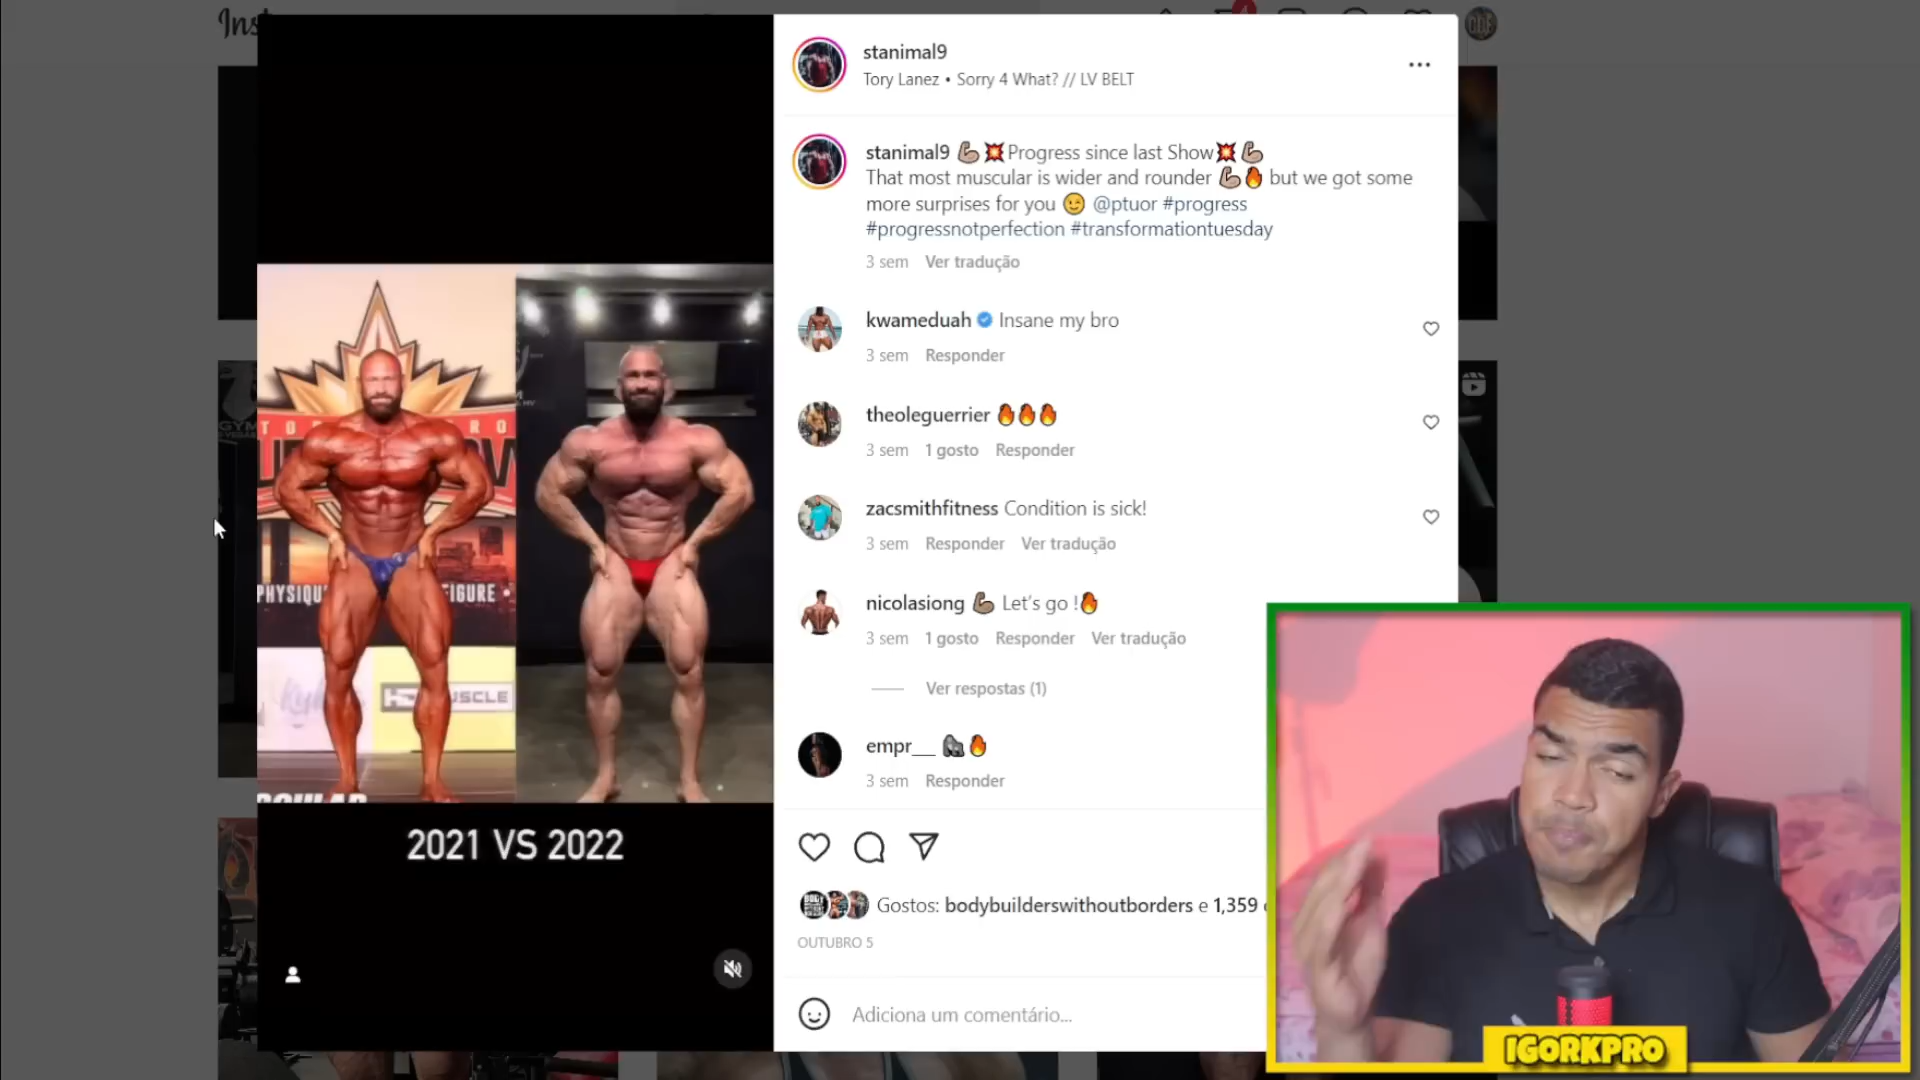 Inst
stanimal9
Tory Lanez • Sorry 4 What? // LV BELT
stanimal9 💪🏽💥Progress since last Show💥💪🏽
That most muscular is wider and rounder 💪🏽🔥 but we got some
more surprises for you 😉 @ptuor #progress
#progressnotperfection #transformationtuesday
3 sem Ver tradução
kwameduah Insane my bro
3 sem Responder
theoleguerrier 🔥🔥🔥
3 sem 1 gosto Responder
zacsmithfitness Condition is sick!
3 sem Responder Ver tradução
nicolasiong 💪🏽 Let's go !🔥
3 sem 1 gosto Responder Ver tradução
Ver respostas (1)
empr__ 🦍🔥
3 sem Responder
Gostos: bodybuilderswithoutborders e 1,359
OUTUBRO 5
Adiciona um comentário...
PHYSIQU
FIGURE •
USCLE
2021 VS 2022
IGORKPRO